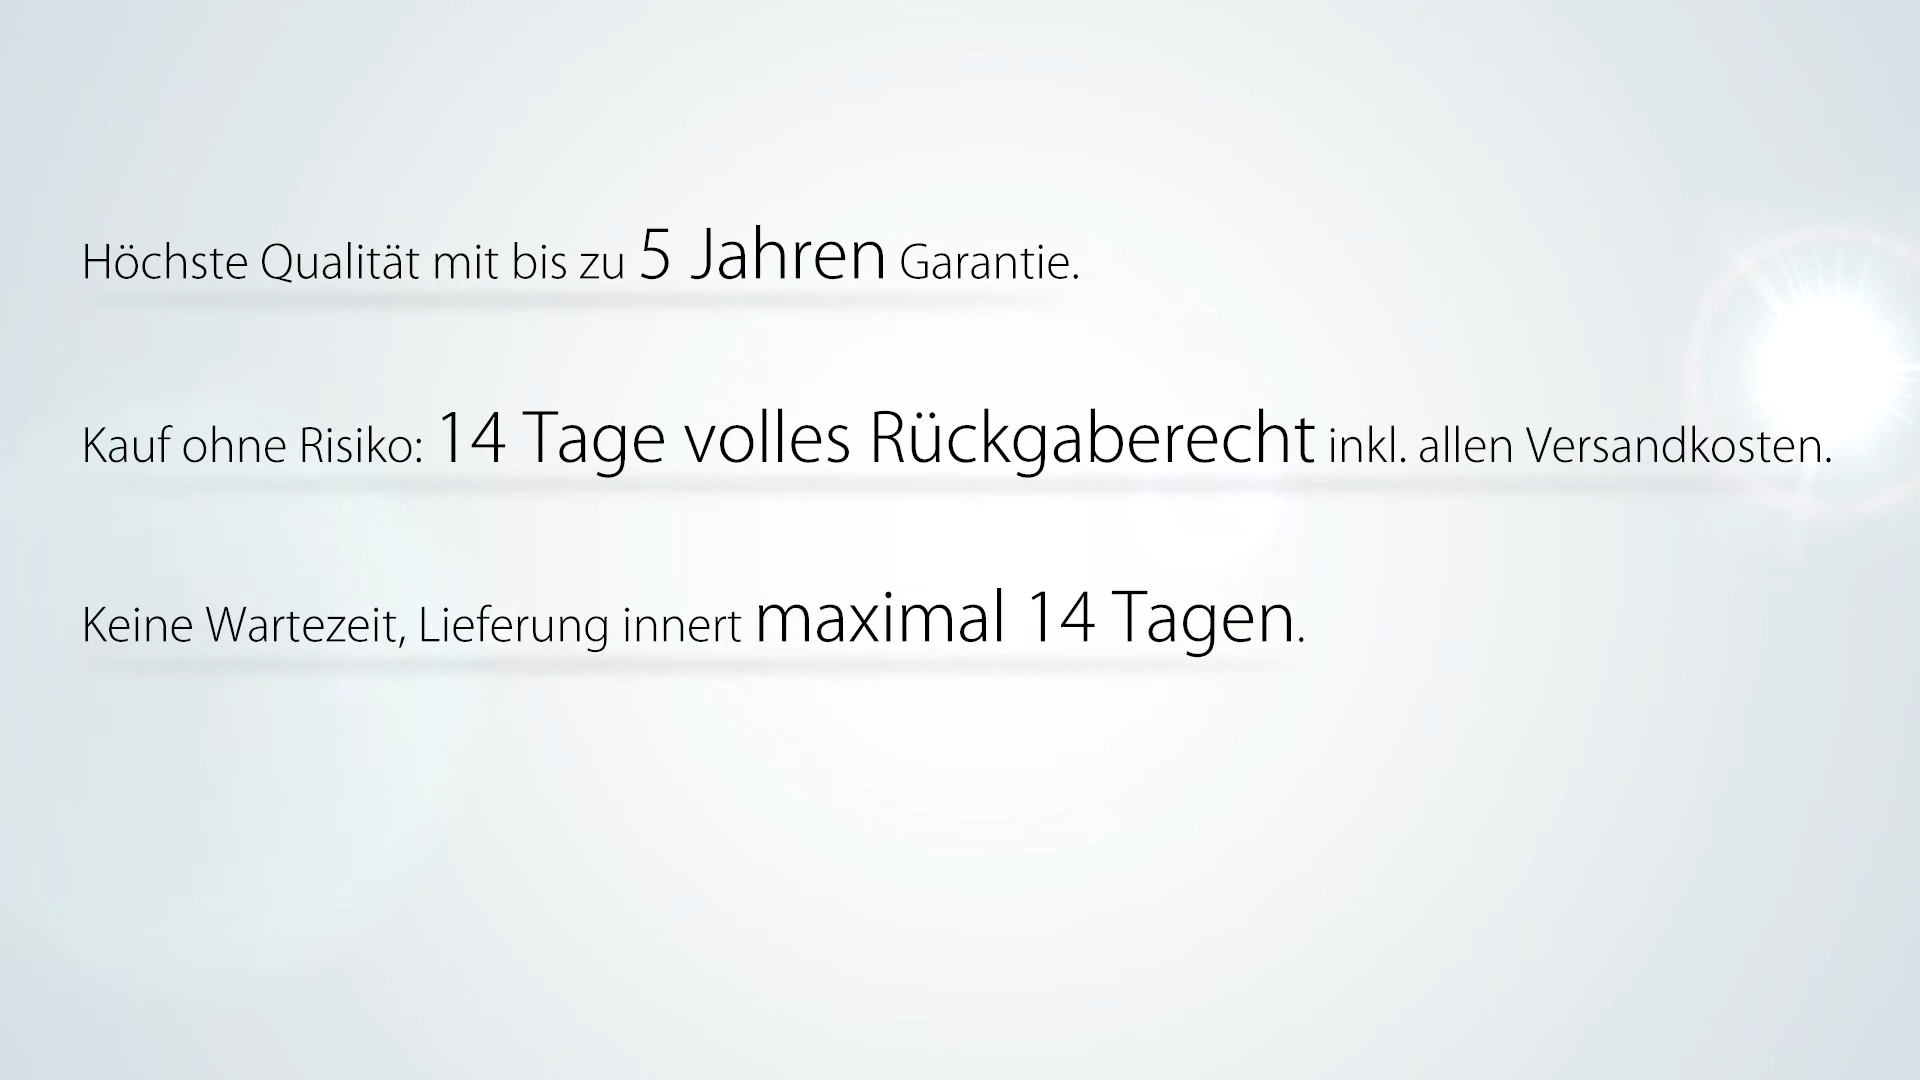 Höchste Qualität mit bis zu 5 Jahren Garantie.
Kauf ohne Risiko: 14 Tage volles Rückgaberecht inkl. allen Versandkosten.
Keine Wartezeit, Lieferung innert maximal 14 Tagen.